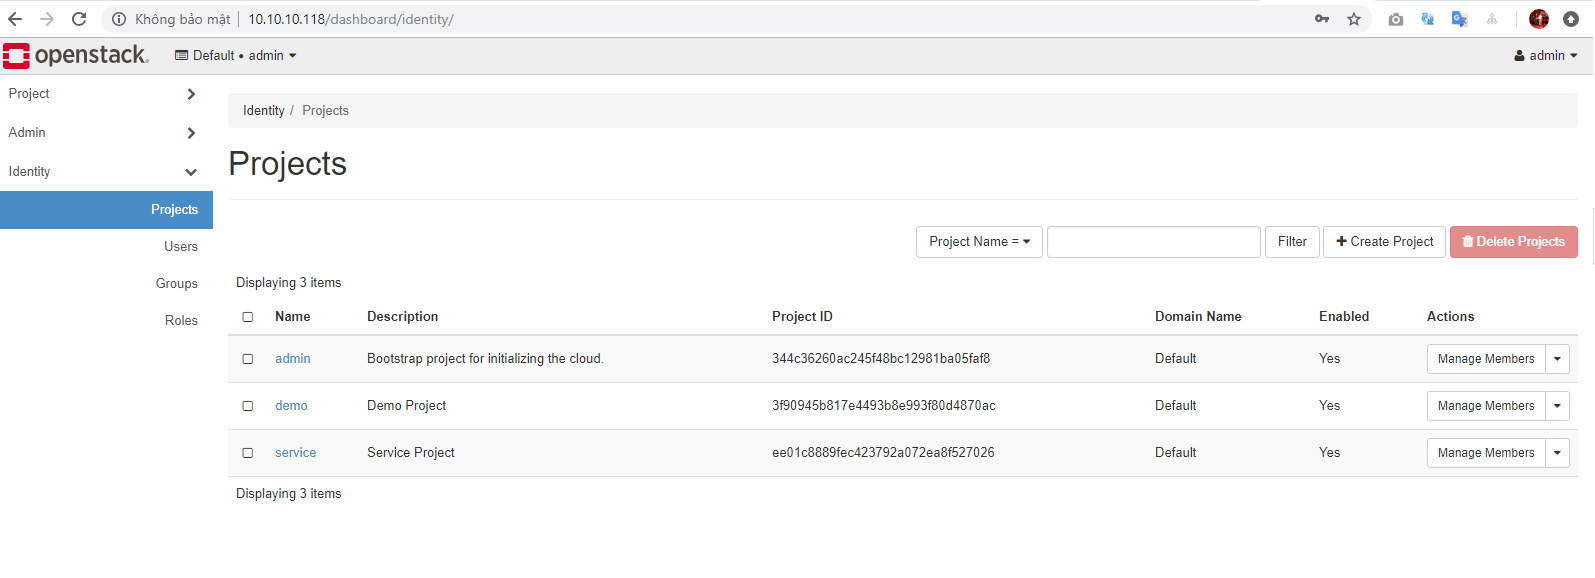 Không bảo mật 10.10.10.118/dashboard/identity/
openstack. Default • admin admin
Project
Admin
Identity
Projects
Users
Groups
Roles
Identity / Projects
Projects
Project Name = Filter Create Project Delete Projects
Displaying 3 items
Name Description Project ID Domain Name Enabled Actions
admin Bootstrap project for initializing the cloud. 344c36260ac245f48bc12981ba05faf8 Default Yes Manage Members
demo Demo Project 3f90945b817e4493b8e993f80d4870ac Default Yes Manage Members
service Service Project ee01c8889fec423792a072ea8f527026 Default Yes Manage Members
Displaying 3 items